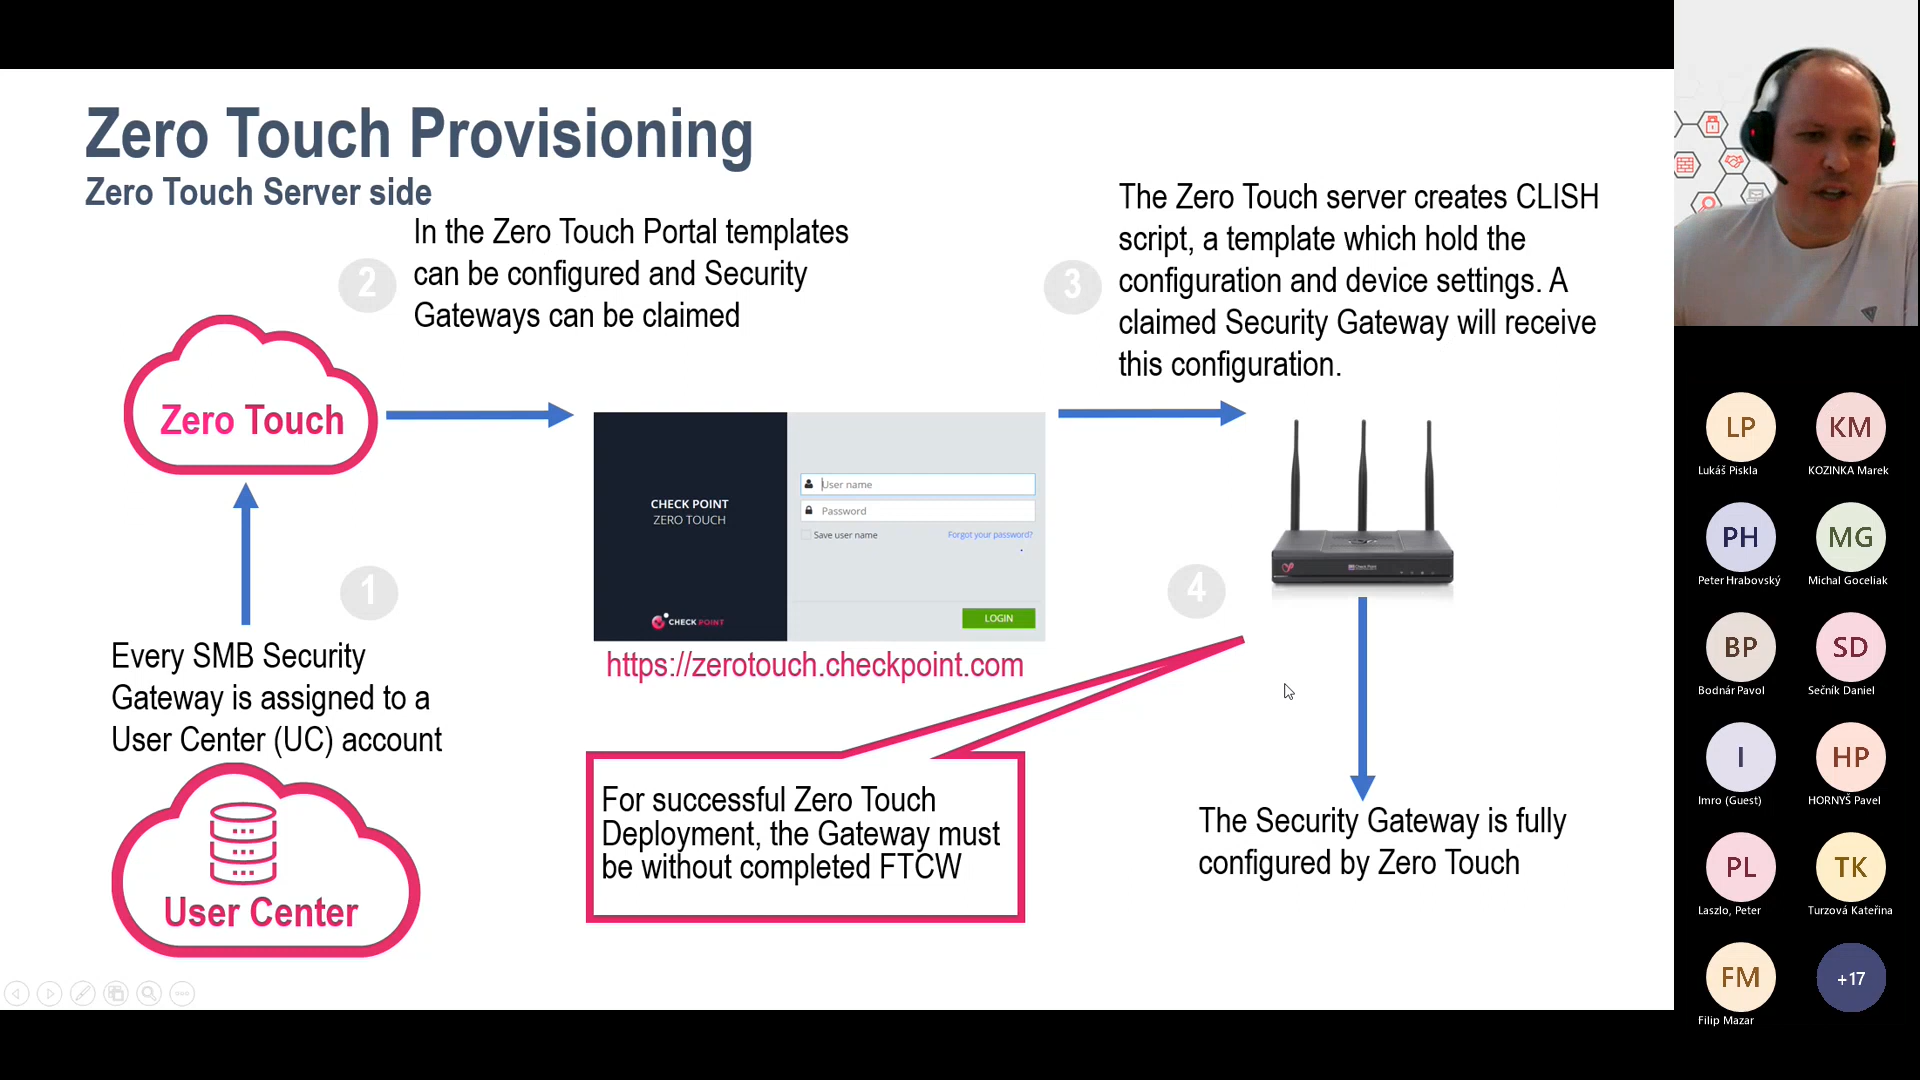 Zero Touch Provisioning
Zero Touch Server side
2
In the Zero Touch Portal templates
can be configured and Security
Gateways can be claimed
3
The Zero Touch server creates CLISH
script, a template which hold the
configuration and device settings. A
claimed Security Gateway will receive
this configuration.
Zero Touch
CHECK POINT
ZERO TOUCH
User name
Password
Save user name
Forgot your password?
LOGIN
CHECK POINT
https://zerotouch.checkpoint.com
Check Point
1
Every SMB Security
Gateway is assigned to a
User Center (UC) account
User Center
4
For successful Zero Touch
Deployment, the Gateway must
be without completed FTCW
The Security Gateway is fully
configured by Zero Touch
LP
Lukáš Piskla
KM
KOZINKA Marek
PH
Peter Hrabovský
MG
Michal Goceliak
BP
Bodnár Pavol
SD
Sečník Daniel
I
Imro (Guest)
HP
HORNYŠ Pavel
PL
Laszlo, Peter
TK
Turzová Kateřina
FM
Filip Mazar
+17